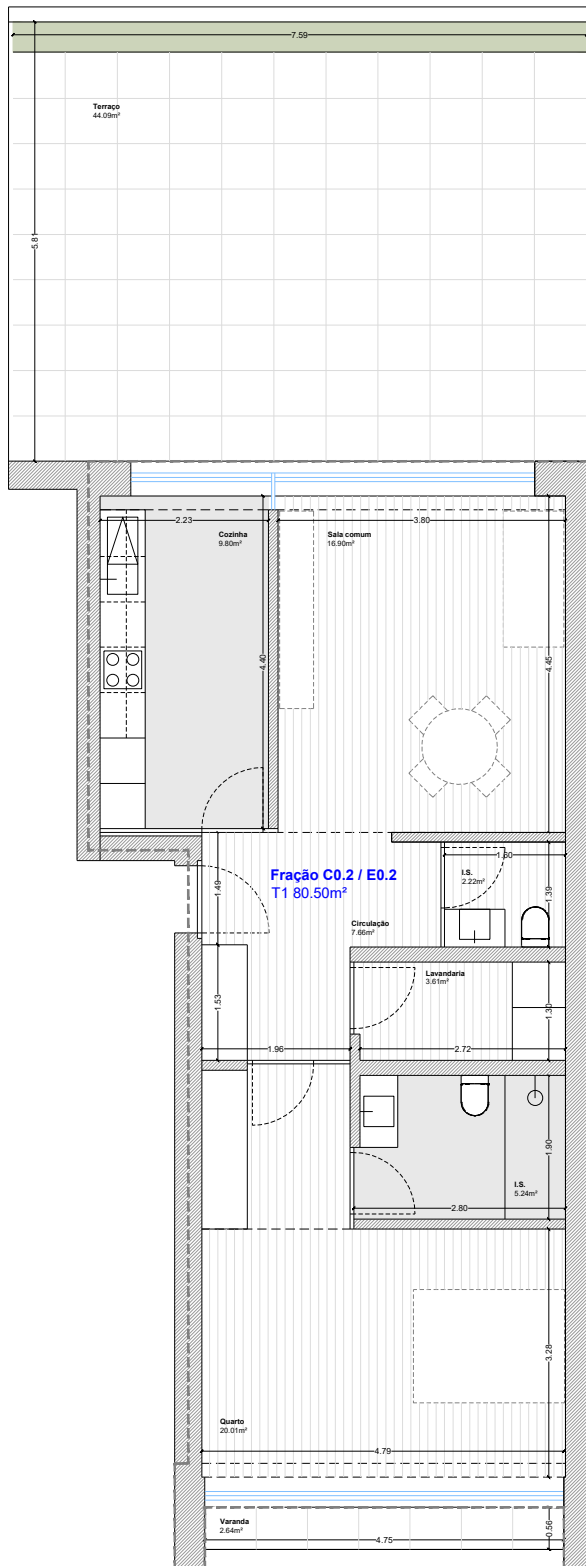 7.59
Terraço
44.09m²
5.81
2.23
3.80
Cozinha
9.80m²
Sala comum
16.90m²
4.40
4.45
Fração C0.2 / E0.2
T1 80.50m²
1.60
I.S.
2.22m²
1.49
1.39
Circulação
7.66m²
Lavandaria
3.61m²
1.53
1.30
1.96
2.72
1.90
I.S.
5.24m²
2.80
3.28
Quarto
20.01m²
4.79
Varanda
2.64m²
0.56
4.75